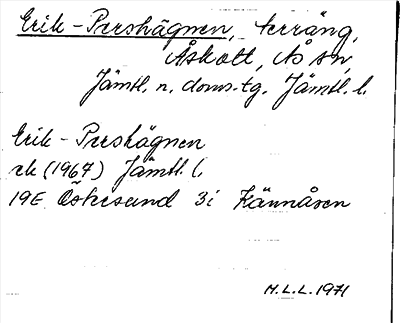 Erik-Pershägnen, terräng,
Åskott, Ås sn,
Jämtl. n. doms.-tg. Jämtl. l.
Erik-Pershägnen
ek (1967) Jämtl. l.
19E Östersund 3i Kännåsen
M.L.L. 1971